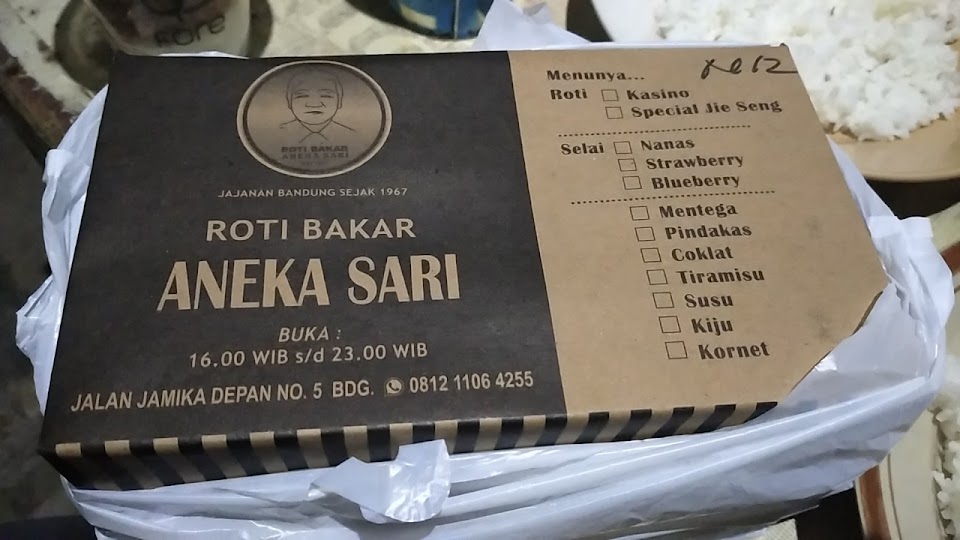 fore
ROTI BAKAR
ANEKA SARI
JAJANAN BANDUNG SEJAK 1967
ROTI BAKAR
ANEKA SARI
BUKA :
16.00 WIB s/d 23.00 WIB
JALAN JAMIKA DEPAN NO. 5 BDG. 0812 1106 4255
Menunya...
Roti Kasino
Special Jie Seng
Selai Nanas
Strawberry
Blueberry
Mentega
Pindakas
Coklat
Tiramisu
Susu
Kiju
Kornet